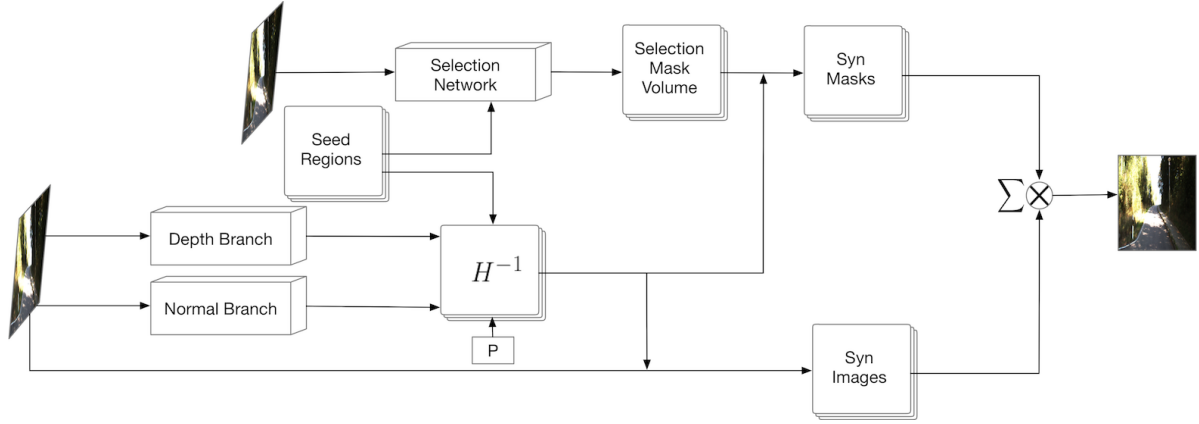 Selection
Network
Selection
Mask
Volume
Syn
Masks
Seed
Regions
Depth Branch
Normal Branch
H⁻¹
P
∑
Syn
Images